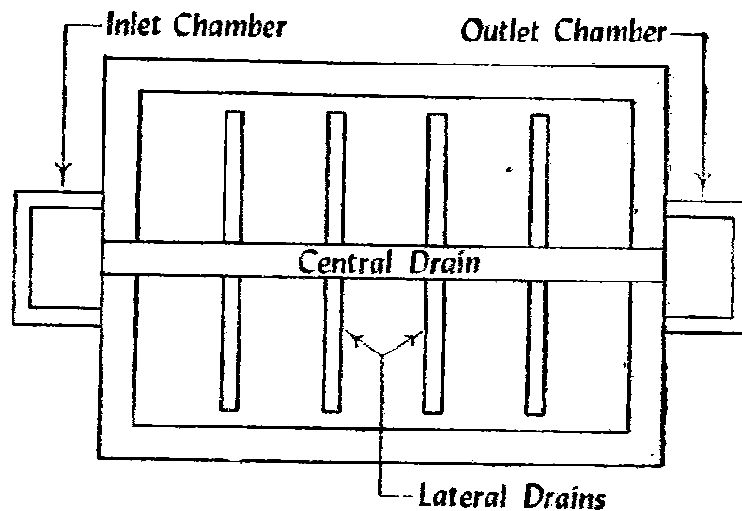 Inlet Chamber
Outlet Chamber
Central Drain
Lateral Drains